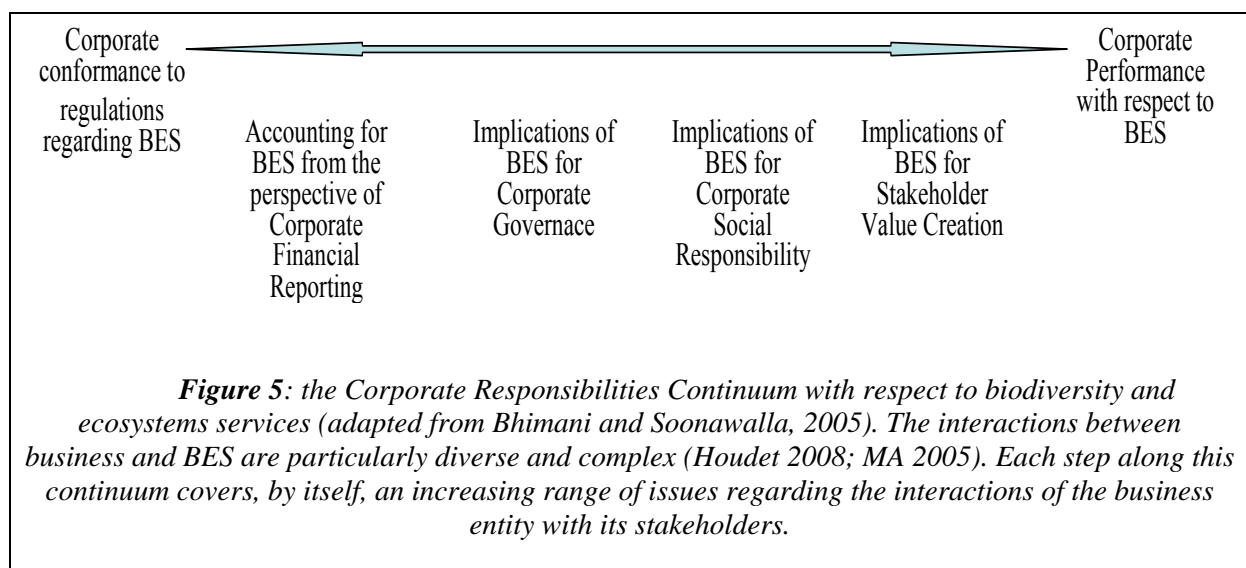 Corporate
conformance to
regulations
regarding BES
Accounting for
BES from the
perspective of
Corporate
Financial
Reporting
Implications of
BES for
Corporate
Governace
Implications of
BES for
Corporate
Social
Responsibility
Implications of
BES for
Stakeholder
Value Creation
Corporate
Performance
with respect to
BES
Figure 5: the Corporate Responsibilities Continuum with respect to biodiversity and
ecosystems services (adapted from Bhimani and Soonawalla, 2005). The interactions between
business and BES are particularly diverse and complex (Houdet 2008; MA 2005). Each step along this
continuum covers, by itself, an increasing range of issues regarding the interactions of the business
entity with its stakeholders.